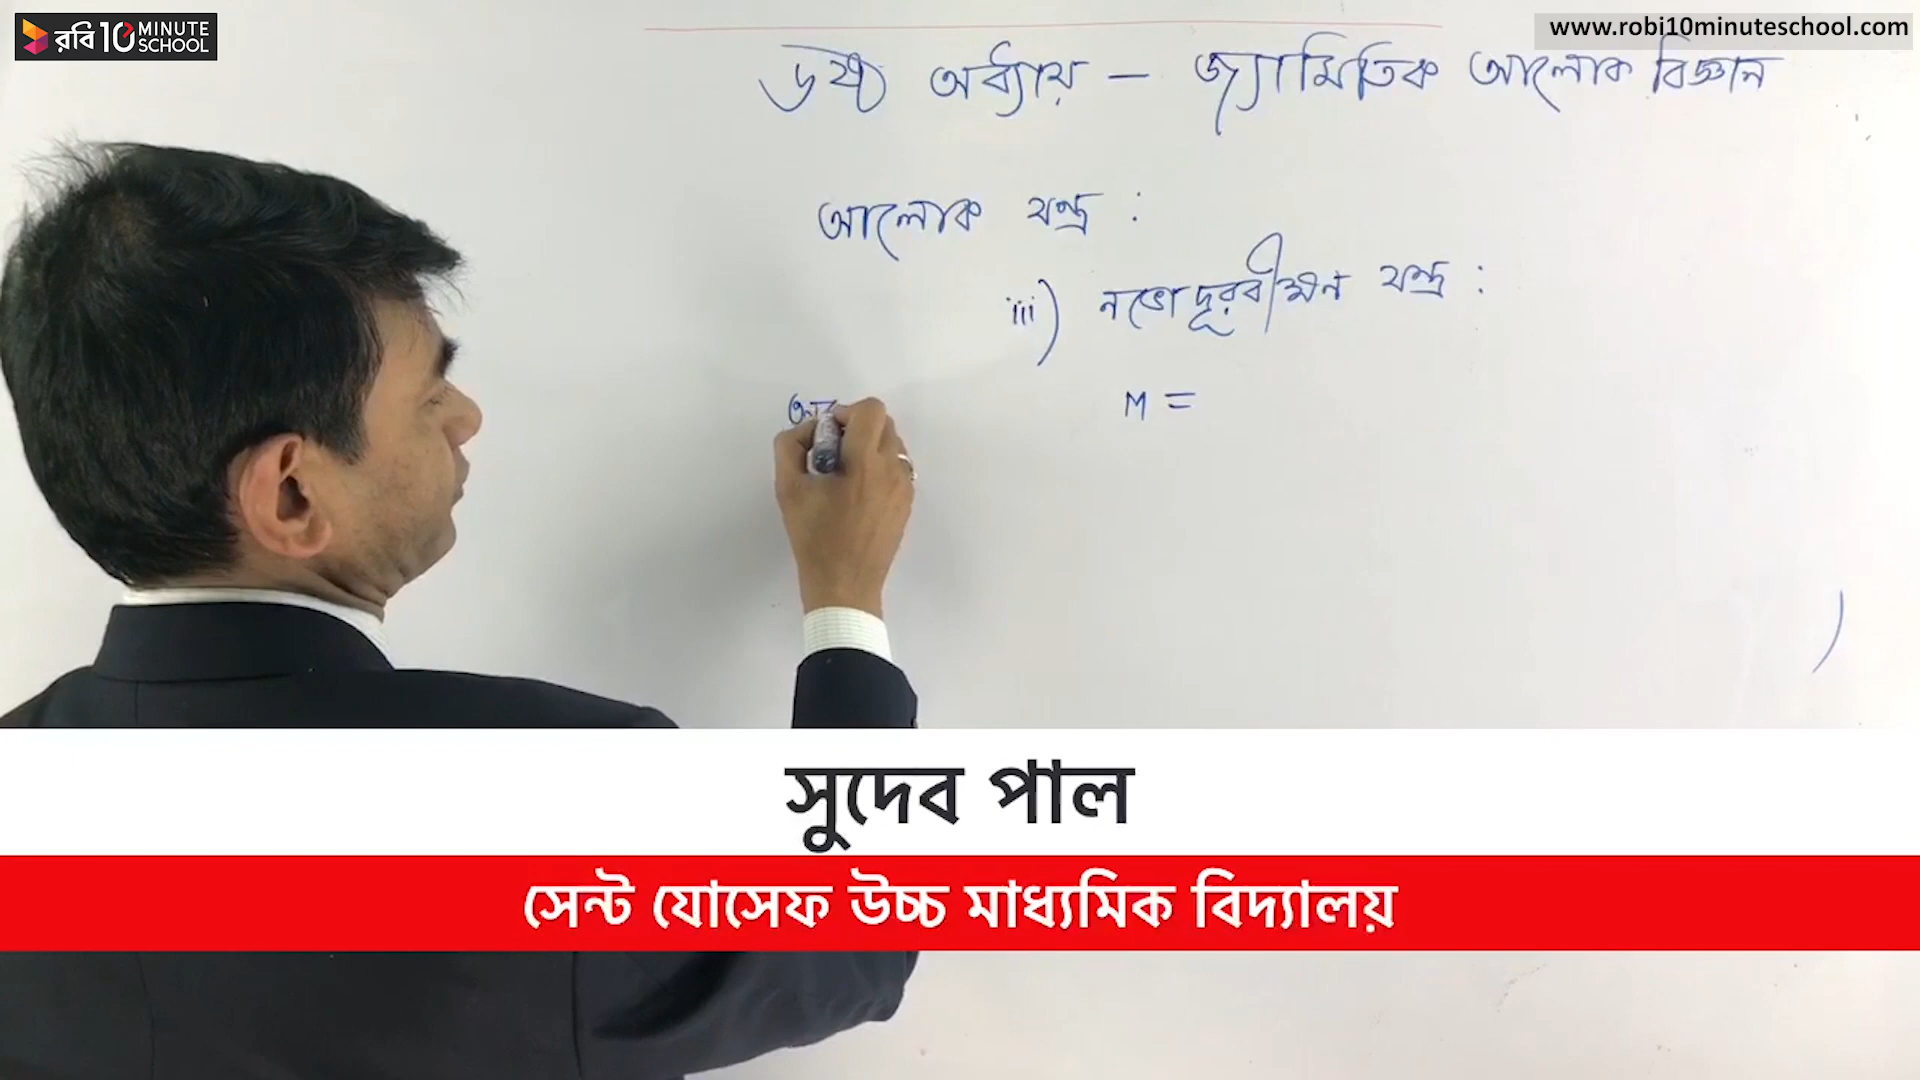 রবি 10 MINUTE SCHOOL
www.robi10minuteschool.com
৬ষ্ঠ অধ্যায় – জ্যামিতিক আলোক বিজ্ঞান
আলোক যন্ত্র :
iii) নভোদূরবীক্ষন যন্ত্র :
M =
সুদেব পাল
সেন্ট যোসেফ উচ্চ মাধ্যমিক বিদ্যালয়